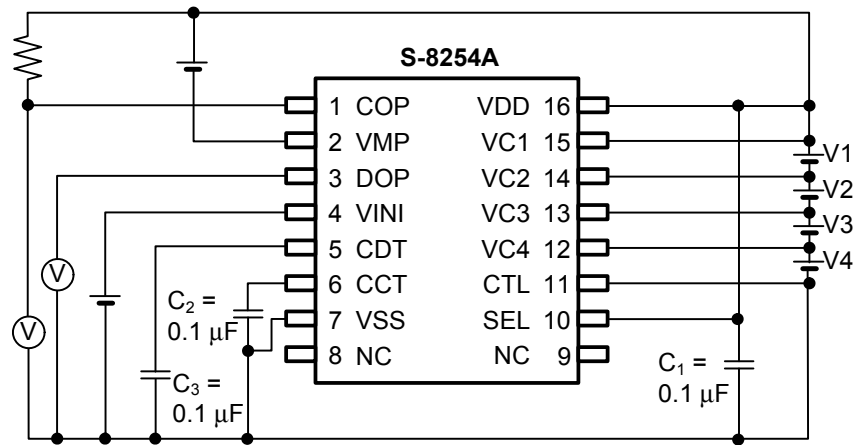 S-8254A
1 COP
VDD 16
2 VMP
VC1 15
V1
3 DOP
VC2 14
V2
4 VINI
VC3 13
V3
5 CDT
VC4 12
V4
6 CCT
CTL 11
7 VSS
SEL 10
8 NC
NC 9
V
V
C₂ =
0.1 μF
C₃ =
0.1 μF
C₁ =
0.1 μF